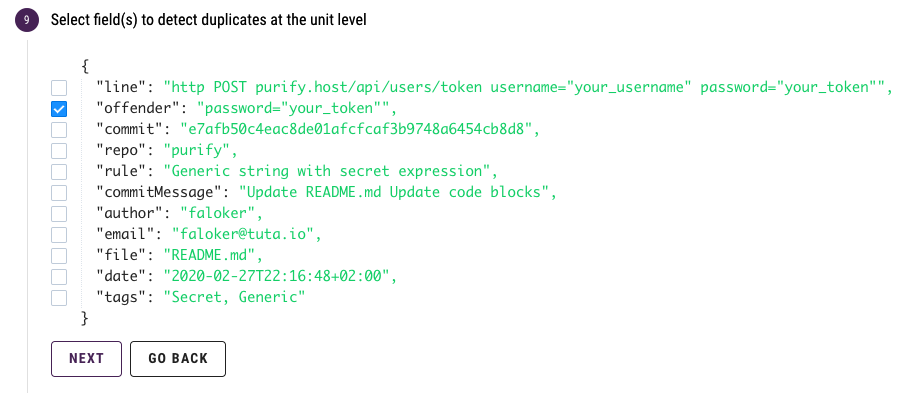 9 Select field(s) to detect duplicates at the unit level
{
"line": "http POST purify.host/api/users/token username="your_username" password="your_token"",
"offender": "password="your_token"",
"commit": "e7afb50c4eac8de01afcfcaf3b9748a6454cb8d8",
"repo": "purify",
"rule": "Generic string with secret expression",
"commitMessage": "Update README.md Update code blocks",
"author": "faloker",
"email": "faloker@tuta.io",
"file": "README.md",
"date": "2020-02-27T22:16:48+02:00",
"tags": "Secret, Generic"
}
NEXT GO BACK